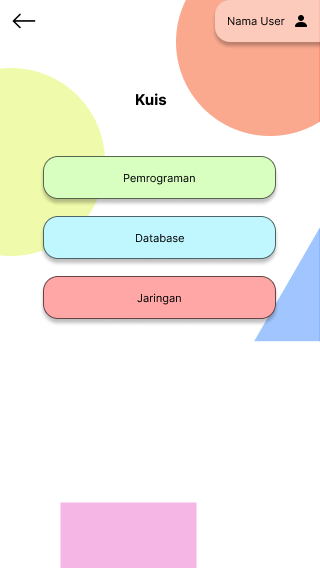 Nama User
Kuis
Pemrograman
Database
Jaringan